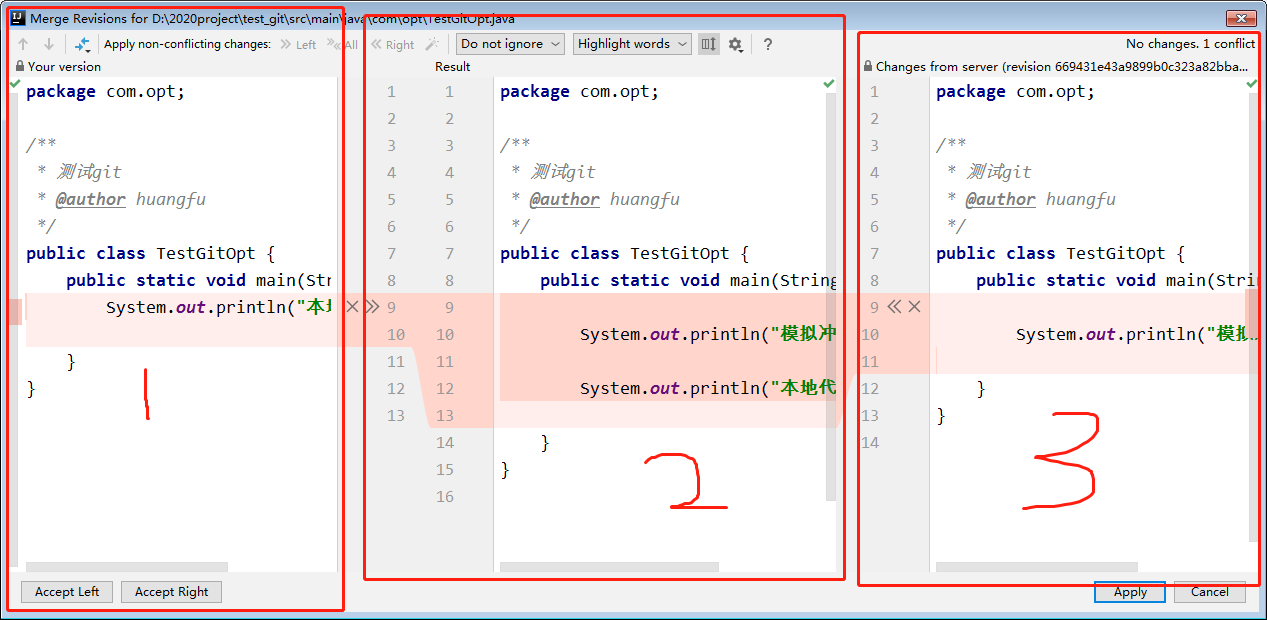 Merge Revisions for D:\2020project\test_git\src\main\java\com\opt\TestGitOpt.java
Apply non-conflicting changes: Left All Right Do not ignore Highlight words ?
No changes. 1 conflict
Your version
Result
Changes from server (revision 669431e43a9899b0c323a82bba...
package com.opt;
/**
* 测试git
* @author huangfu
*/
public class TestGitOpt {
public static void main(Str
System.out.println("本
}
}
1
1 1 package com.opt;
2 2
3 3 /**
4 4 * 测试git
5 5 * @author huangfu
6 6 */
7 7 public class TestGitOpt {
8 8 public static void main(String
9 9
10 10 System.out.println("模拟冲
11 11
12 12 System.out.println("本地代
13 13
14 }
15 }
16
2
1 package com.opt;
2
3 /**
4 * 测试git
5 * @author huangfu
6 */
7 public class TestGitOpt {
8 public static void main(Strin
9
10 System.out.println("模拟
11
12 }
13 }
14
3
Accept Left Accept Right
Apply Cancel